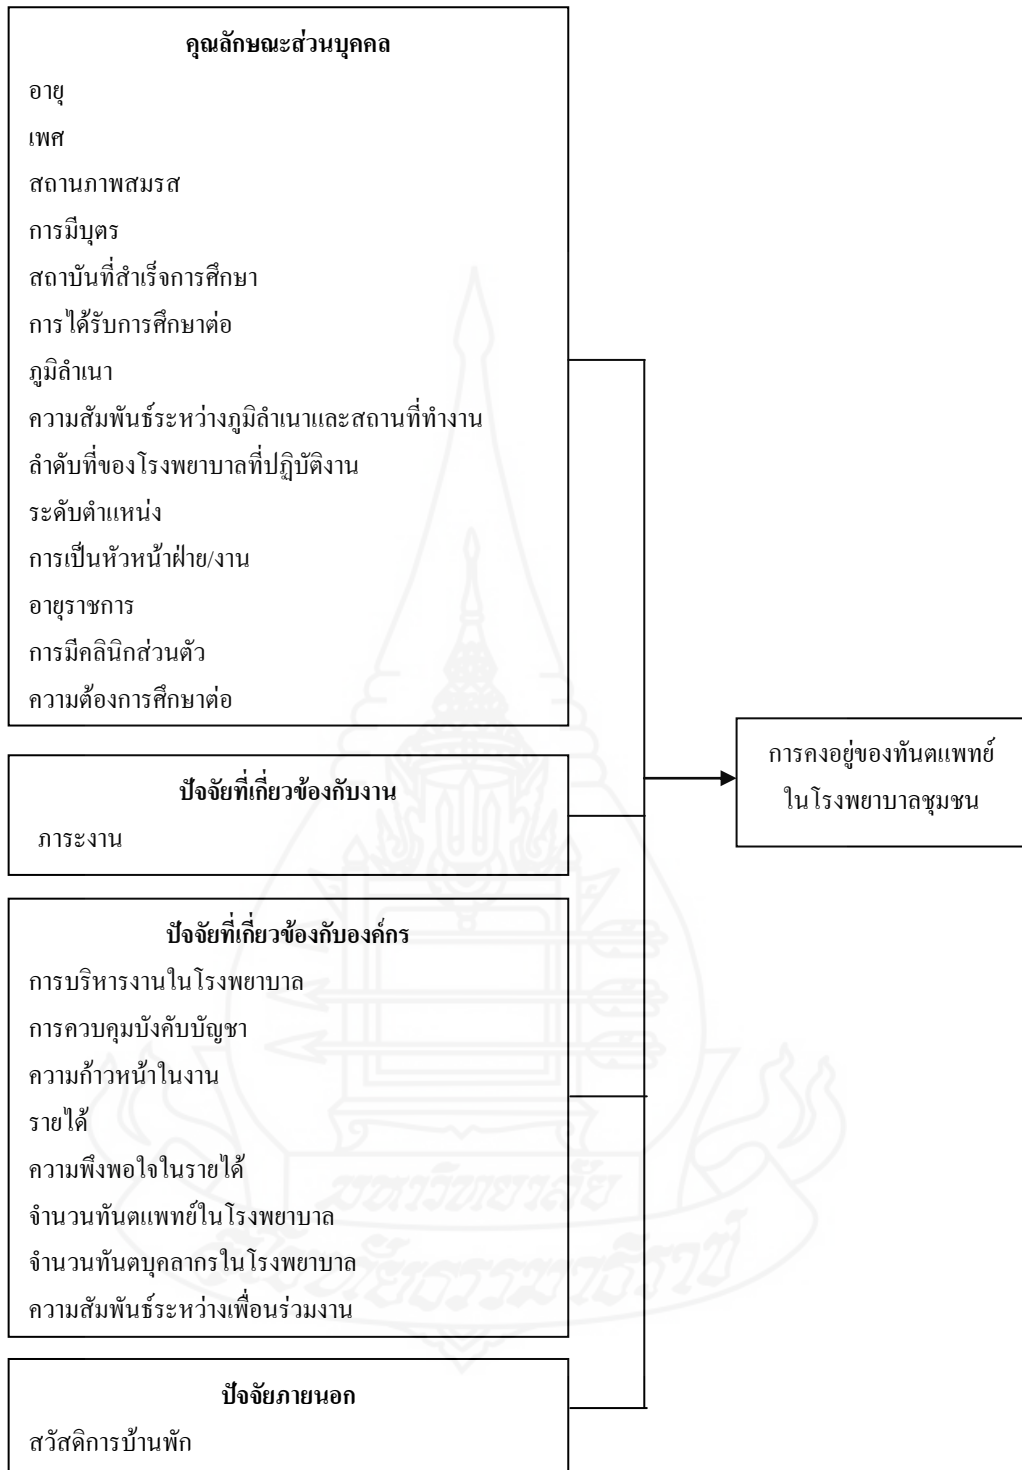 คุณลักษณะส่วนบุคคล
อายุ
เพศ
สถานภาพสมรส
การมีบุตร
สถาบันที่สำเร็จการศึกษา
การได้รับการศึกษาต่อ
ภูมิลำเนา
ความสัมพันธ์ระหว่างภูมิลำเนาและสถานที่ทำงาน
ลำดับที่ของโรงพยาบาลที่ปฏิบัติงาน
ระดับตำแหน่ง
การเป็นหัวหน้าฝ่าย/งาน
อายุราชการ
การมีคลินิกส่วนตัว
ความต้องการศึกษาต่อ
ปัจจัยที่เกี่ยวข้องกับงาน
ภาระงาน
ปัจจัยที่เกี่ยวข้องกับองค์กร
การบริหารงานในโรงพยาบาล
การควบคุมบังคับบัญชา
ความก้าวหน้าในงาน
รายได้
ความพึงพอใจในรายได้
จำนวนทันตแพทย์ในโรงพยาบาล
จำนวนทันตบุคลากรในโรงพยาบาล
ความสัมพันธ์ระหว่างเพื่อนร่วมงาน
ปัจจัยภายนอก
สวัสดิการบ้านพัก
การคงอยู่ของทันตแพทย์
ในโรงพยาบาลชุมชน
มหาวิทยาลัย
สุโขทัยธรรมาธิราช